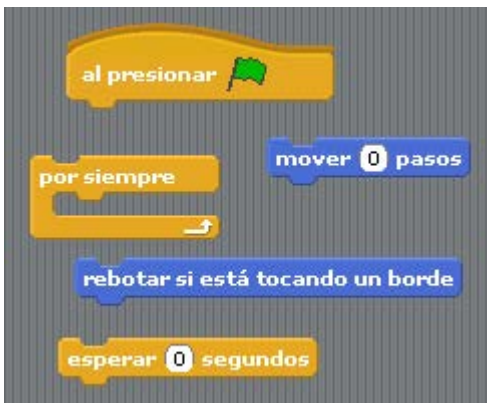 al presionar
mover 0 pasos
por siempre
rebotar si está tocando un borde
esperar 0 segundos